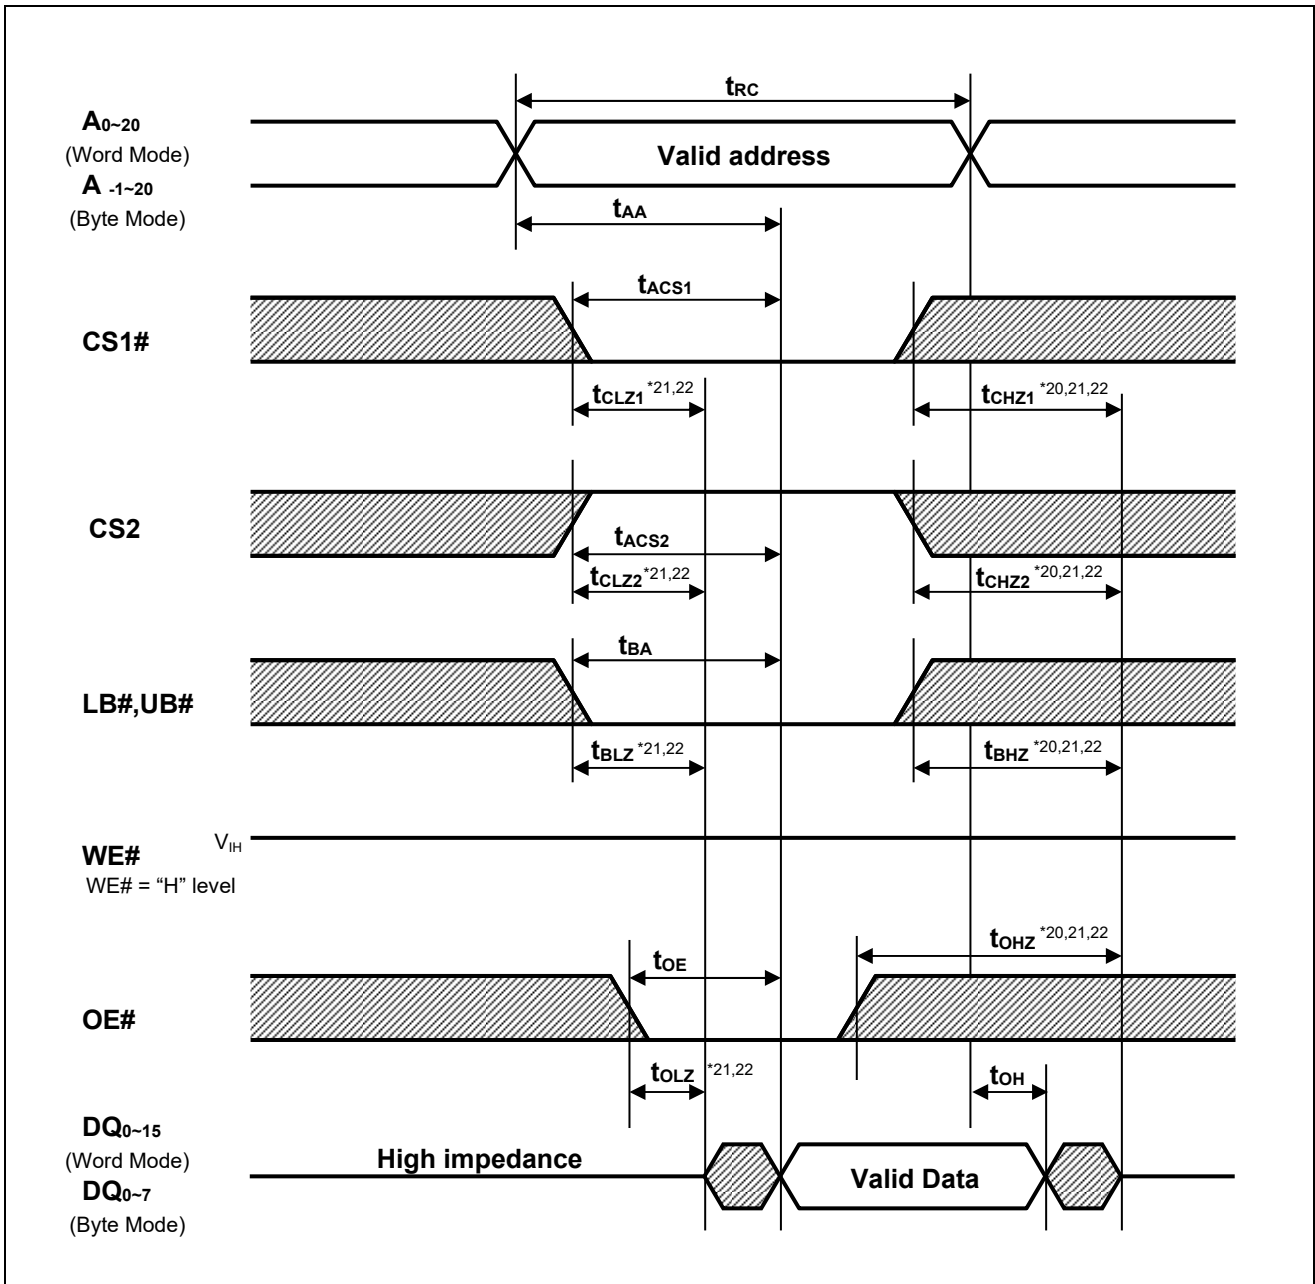 tRC
A0~20
(Word Mode)
A -1~20
(Byte Mode)
Valid address
tAA
tACS1
CS1#
tCLZ1 *21,22
tCHZ1 *20,21,22
CS2
tACS2
tCLZ2 *21,22
tCHZ2 *20,21,22
tBA
LB#,UB#
tBLZ *21,22
tBHZ *20,21,22
WE#
VIH
WE# = “H” level
tOHZ *20,21,22
tOE
OE#
tOLZ *21,22
tOH
DQ0~15
(Word Mode)
DQ0~7
(Byte Mode)
High impedance
Valid Data